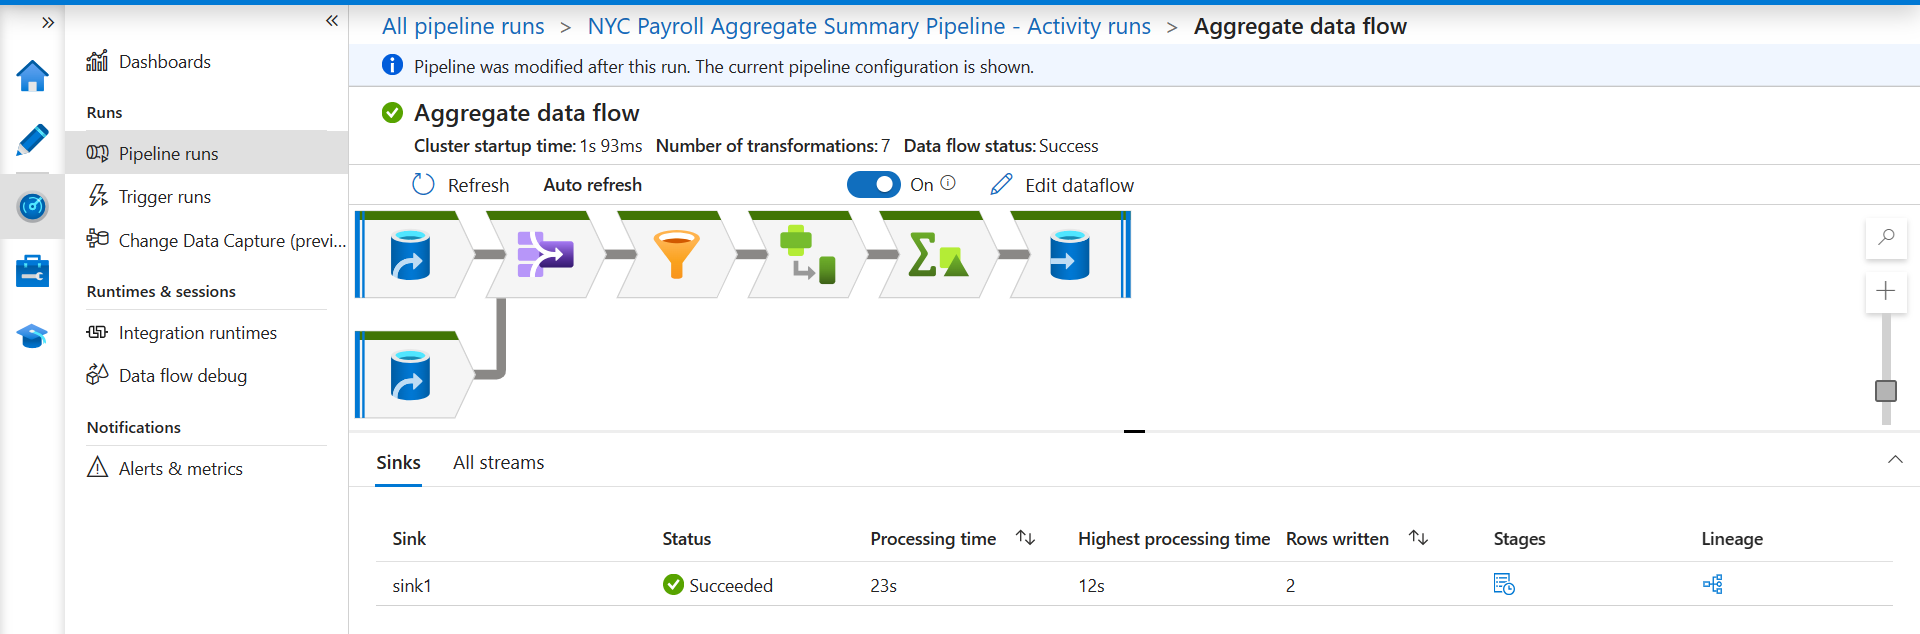 All pipeline runs > NYC Payroll Aggregate Summary Pipeline - Activity runs > Aggregate data flow
Pipeline was modified after this run. The current pipeline configuration is shown.
Dashboards
Runs
Pipeline runs
Trigger runs
Change Data Capture (previ...
Runtimes & sessions
Integration runtimes
Data flow debug
Notifications
Alerts & metrics
Aggregate data flow
Cluster startup time: 1s 93ms Number of transformations: 7 Data flow status: Success
Refresh Auto refresh On Edit dataflow
Sinks All streams
Sink Status Processing time Highest processing time Rows written Stages Lineage
sink1 Succeeded 23s 12s 2